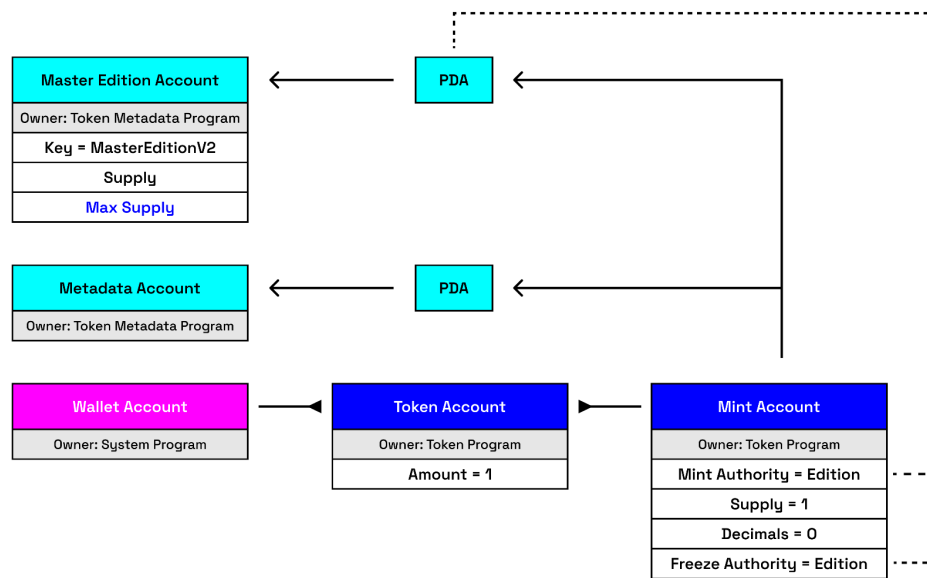 Master Edition Account
PDA
Owner: Token Metadata Program
Key = MasterEditionV2
Supply
Max Supply
Metadata Account
PDA
Owner: Token Metadata Program
Wallet Account
Owner: System Program
Token Account
Owner: Token Program
Amount = 1
Mint Account
Owner: Token Program
Mint Authority = Edition
Supply = 1
Decimals = 0
Freeze Authority = Edition